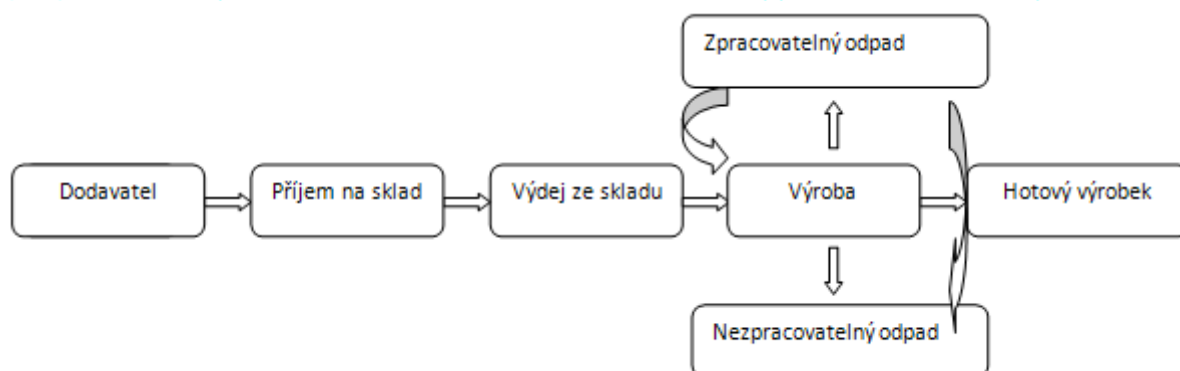 Zpracovatelný odpad
Dodavatel
Příjem na sklad
Výdej ze skladu
Výroba
Hotový výrobek
Nezpracovatelný odpad